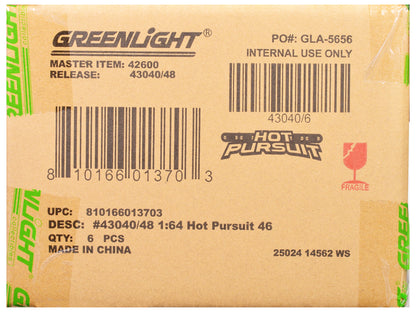 GREENLIGHT®
PO#: GLA-5656
MASTER ITEM: 42600
INTERNAL USE ONLY
RELEASE: 43040/48
43040/6
HOT PURSUIT
8 10166 01370 3
FRAGILE
UPC: 810166013703
DESC: #43040/48 1:64 Hot Pursuit 46
QTY: 6 PCS
MADE IN CHINA
25024 14562 WS
GREENLIGHT